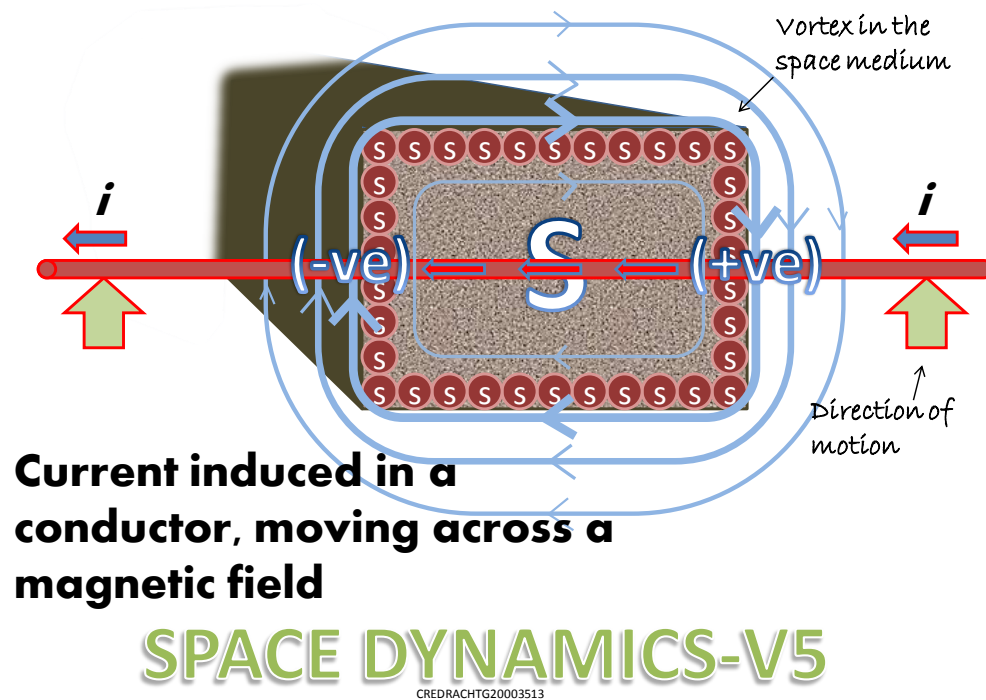 Vortex in the
space medium
S S S S S S S S S S S
S S
S S
i i
S S
(-ve) S (+ve)
S S
S S
S S
S S S S S S S S S S S
Direction of
motion
Current induced in a
conductor, moving across a
magnetic field
SPACE DYNAMICS-V5
CREDRACHTG20003513